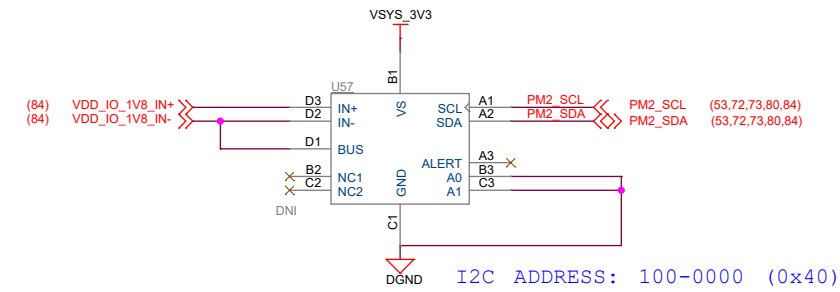 VSYS_3V3
U57
B1
VS
(84) VDD_IO_1V8_IN+ D3 IN+ SCL A1 PM2_SCL PM2_SCL (53,72,73,80,84)
(84) VDD_IO_1V8_IN- D2 IN- SDA A2 PM2_SDA PM2_SDA (53,72,73,80,84)
D1 BUS
ALERT A3
B2 NC1 A0 B3
C2 NC2 GND A1 C3
DNI
C1
DGND
I2C ADDRESS: 100-0000 (0x40)